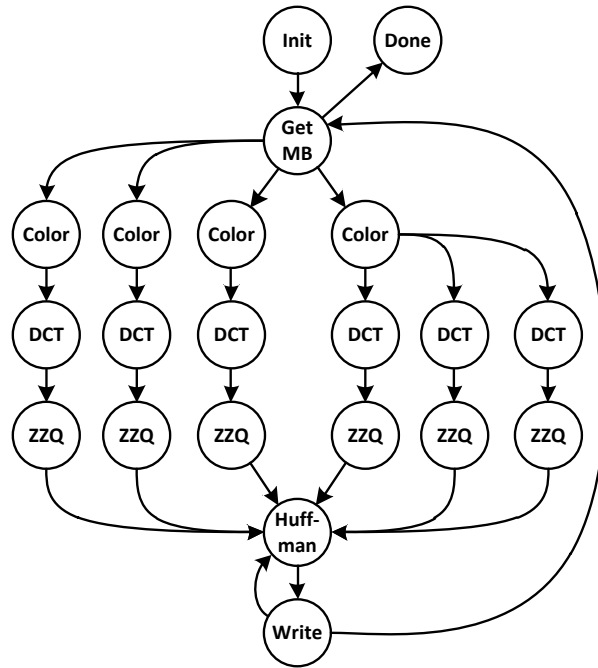 Init
Done
Get
MB
Color
Color
Color
Color
DCT
DCT
DCT
DCT
DCT
DCT
ZZQ
ZZQ
ZZQ
ZZQ
ZZQ
ZZQ
Huff-
man
Write